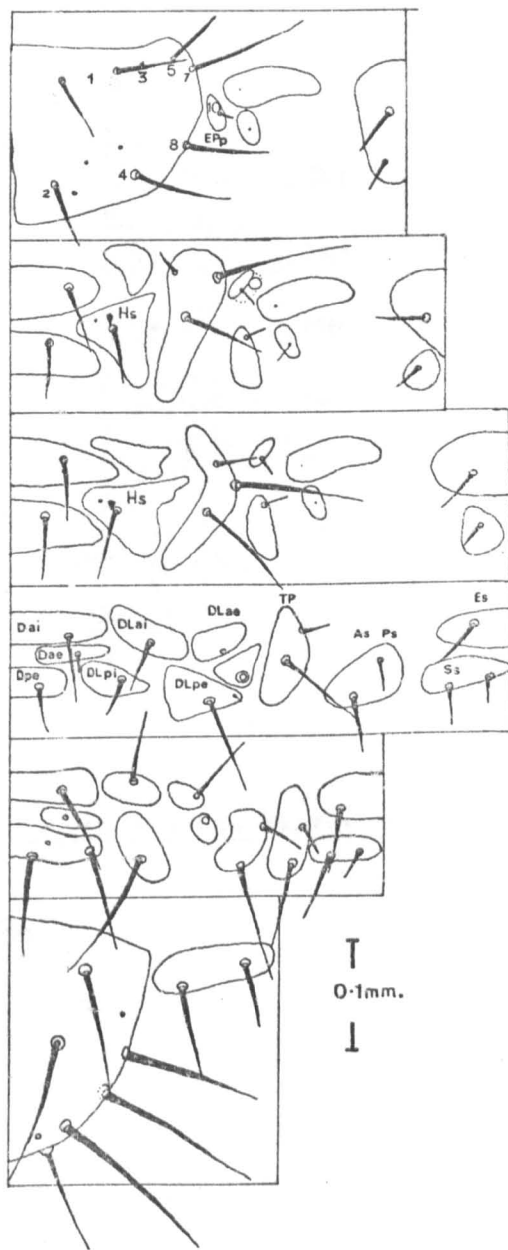 1 3 5 7
10
8 EPp
4
2
Hs
Hs
TP
Dai DLai DLae As Ps Es
Dae
Dpe DLpi DLpe Ss
0·1mm.